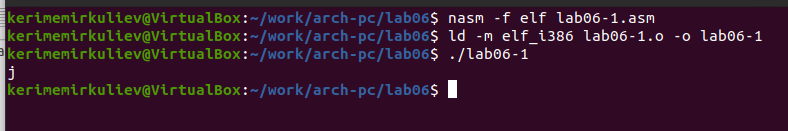 kerimemirkuliev@VirtualBox:~/work/arch-pc/lab06$ nasm -f elf lab06-1.asm
kerimemirkuliev@VirtualBox:~/work/arch-pc/lab06$ ld -m elf_i386 lab06-1.o -o lab06-1
kerimemirkuliev@VirtualBox:~/work/arch-pc/lab06$ ./lab06-1
j
kerimemirkuliev@VirtualBox:~/work/arch-pc/lab06$